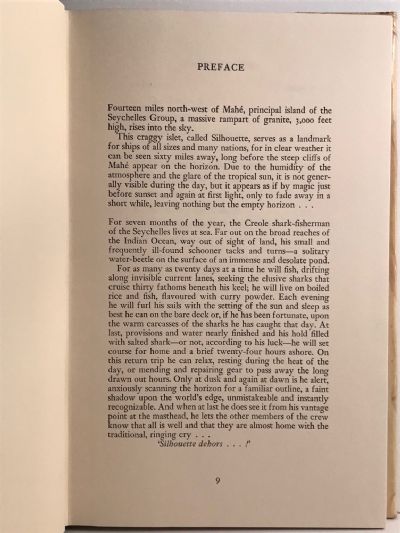 PREFACE
Fourteen miles north-west of Mahé, principal island of the
Seychelles Group, a massive rampart of granite, 3,000 feet
high, rises into the sky.
This craggy islet, called Silhouette, serves as a landmark
for ships of all sizes and many nations, for in clear weather it
can be seen sixty miles away, long before the steep cliffs of
Mahé appear on the horizon. Due to the humidity of the
atmosphere and the glare of the tropical sun, it is not gener-
ally visible during the day, but it appears as if by magic just
before sunset and again at first light, only to fade away in a
short while, leaving nothing but the empty horizon . . .
For seven months of the year, the Creole shark-fisherman
of the Seychelles lives at sea. Far out on the broad reaches of
the Indian Ocean, way out of sight of land, his small and
frequently ill-found schooner tacks and turns—a solitary
water-beetle on the surface of an immense and desolate pond.
For as many as twenty days at a time he will fish, drifting
along invisible current lanes, seeking the elusive sharks that
cruise thirty fathoms beneath his keel; he will live on boiled
rice and fish, flavoured with curry powder. Each evening
he will furl his sails with the setting of the sun and sleep as
best he can on the bare deck or, if he has been fortunate, upon
the warm carcasses of the sharks he has caught that day. At
last, provisions and water nearly finished and his hold filled
with salted shark—or not, according to his luck—he will set
course for home and a brief twenty-four hours ashore. On
this return trip he can relax, resting during the heat of the
day, or mending and repairing gear to pass away the long
drawn out hours. Only at dusk and again at dawn is he alert,
anxiously scanning the horizon for a familiar outline, a faint
shadow upon the world's edge, unmistakeable and instantly
recognizable. And when at last he does see it from his vantage
point at the masthead, he lets the other members of the crew
know that all is well and that they are almost home with the
traditional, ringing cry . . .
'Silhouette dehors . . . !'
9